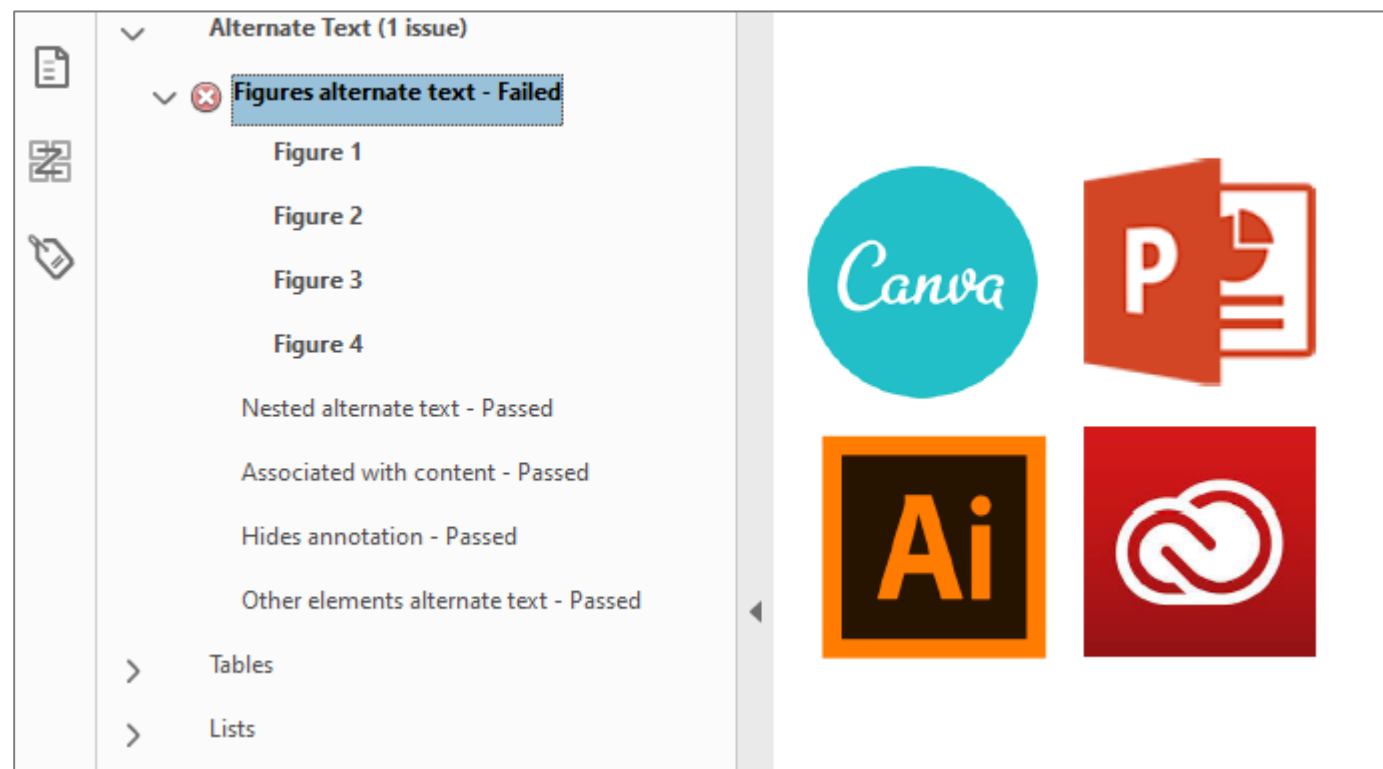 Alternate Text (1 issue)
Figures alternate text - Failed
Figure 1
Figure 2
Figure 3
Figure 4
Nested alternate text - Passed
Associated with content - Passed
Hides annotation - Passed
Other elements alternate text - Passed
Tables
Lists
Canva
P
Ai